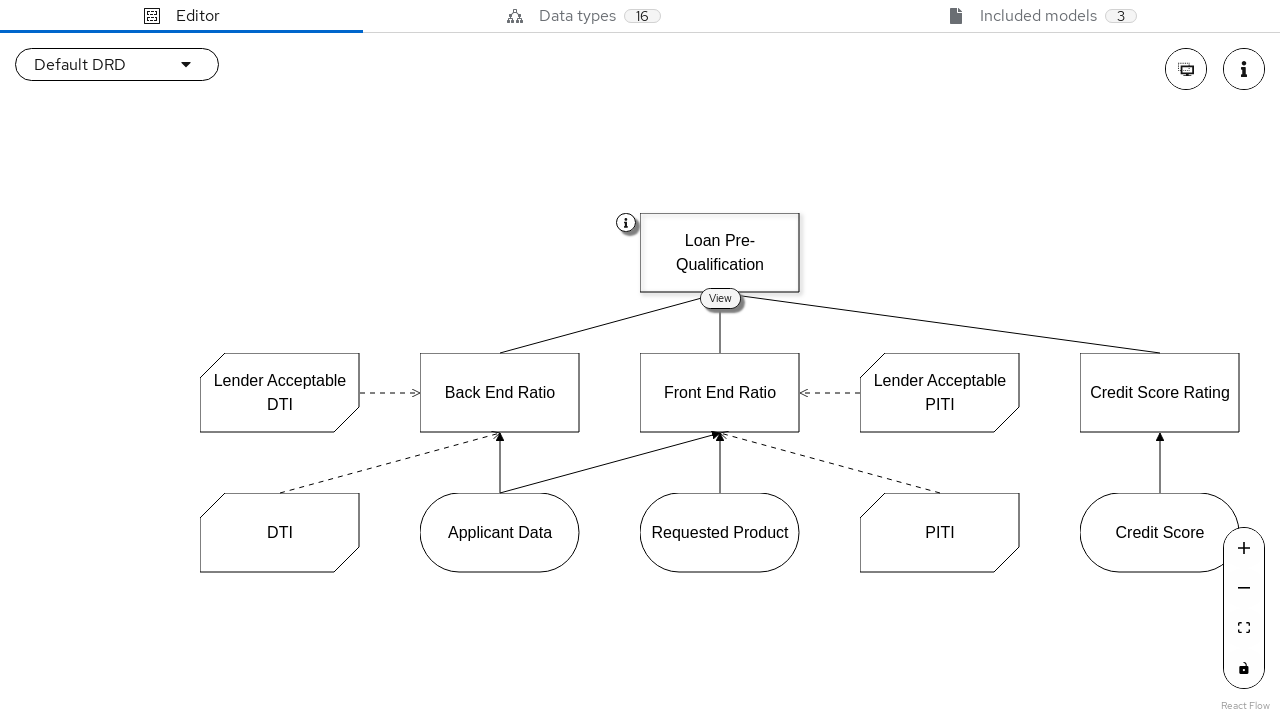 Editor
Data types 16
Included models 3
Default DRD
Loan Pre-
Qualification
View
Lender Acceptable
DTI
Back End Ratio
Front End Ratio
Lender Acceptable
PITI
Credit Score Rating
DTI
Applicant Data
Requested Product
PITI
Credit Score
React Flow